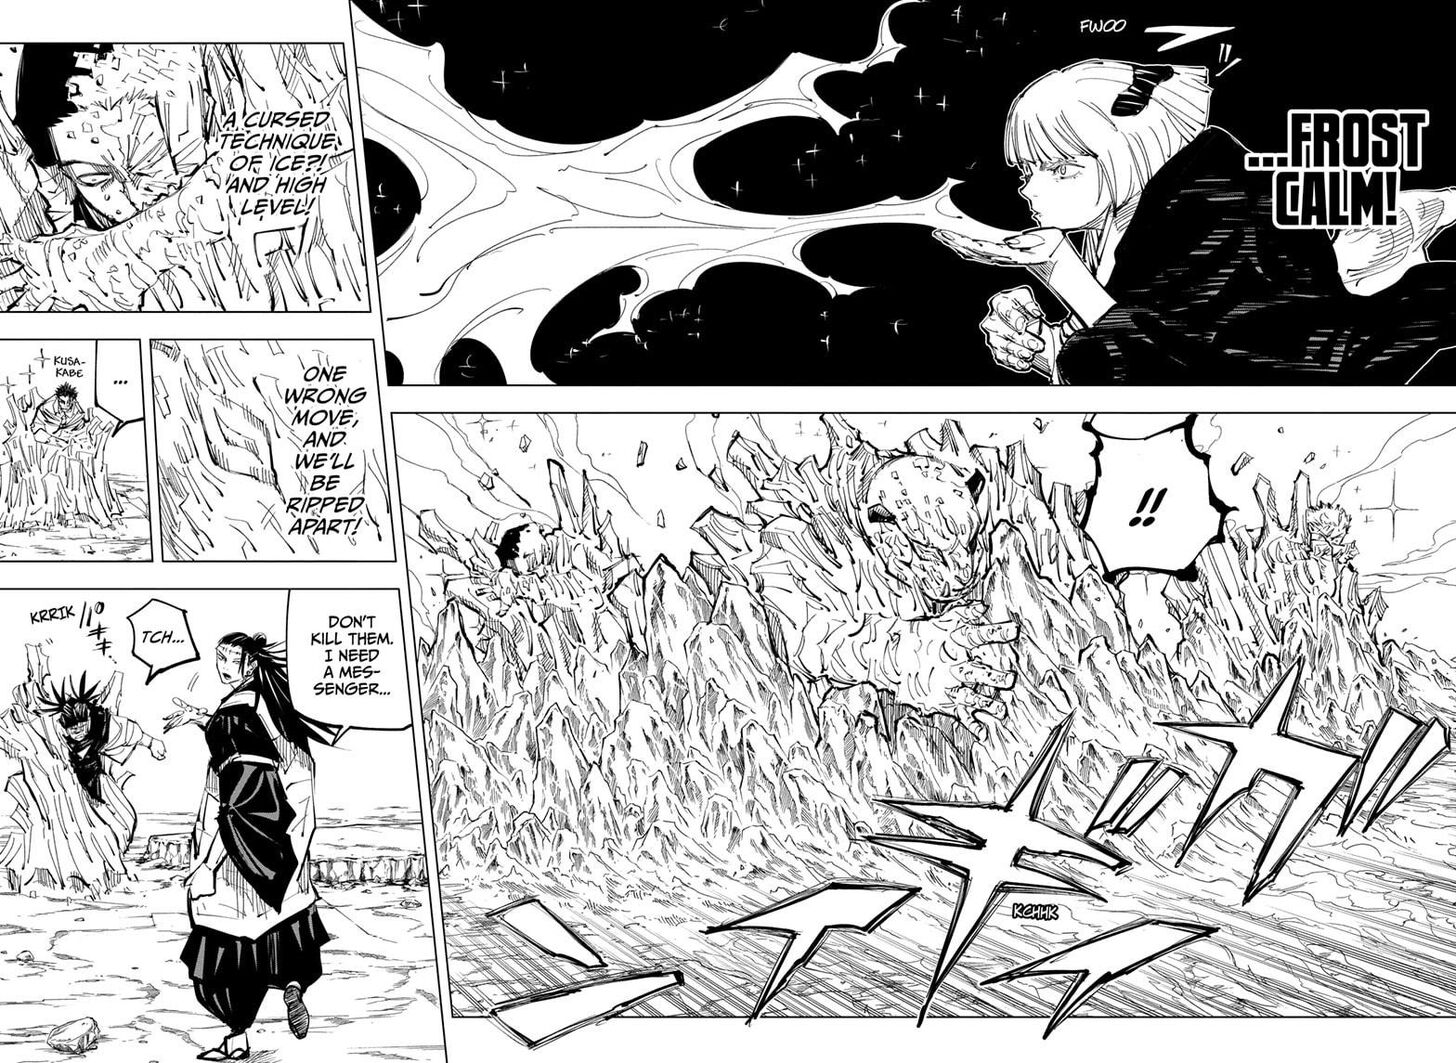 FWOO
...FROST
CALM!
!!
KCHHK
A CURSED
TECHNIQUE
OF ICE?!
AND HIGH
LEVEL!
ONE
WRONG
MOVE,
AND
WE'LL
BE
RIPPED
APART!
KUSA-
KABE
...
DON'T
KILL THEM.
I NEED
A MES-
SENGER...
TCH...
KRRIK